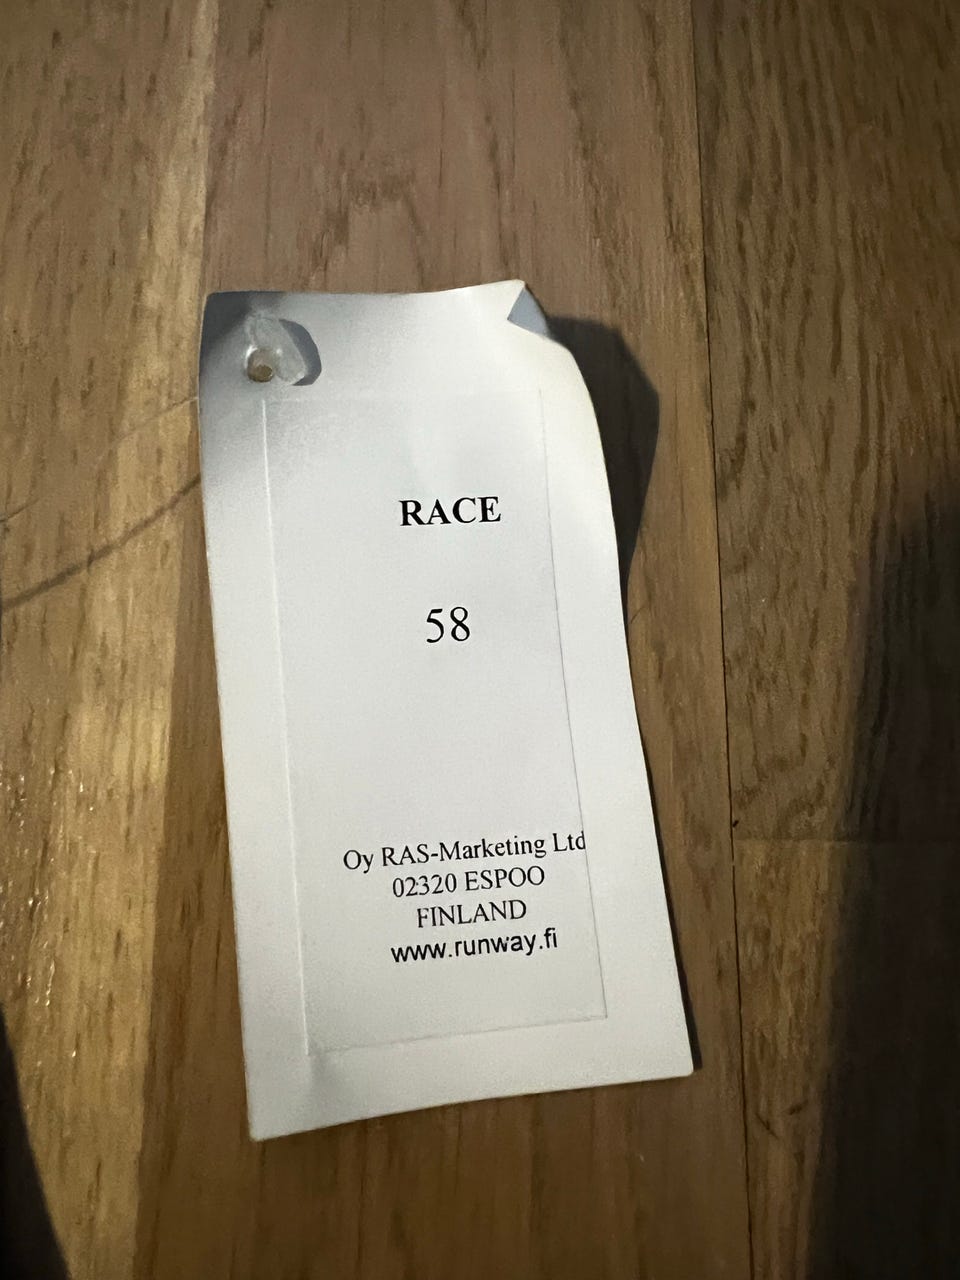 RACE
58
Oy RAS-Marketing Ltd
02320 ESPOO
FINLAND
www.runway.fi